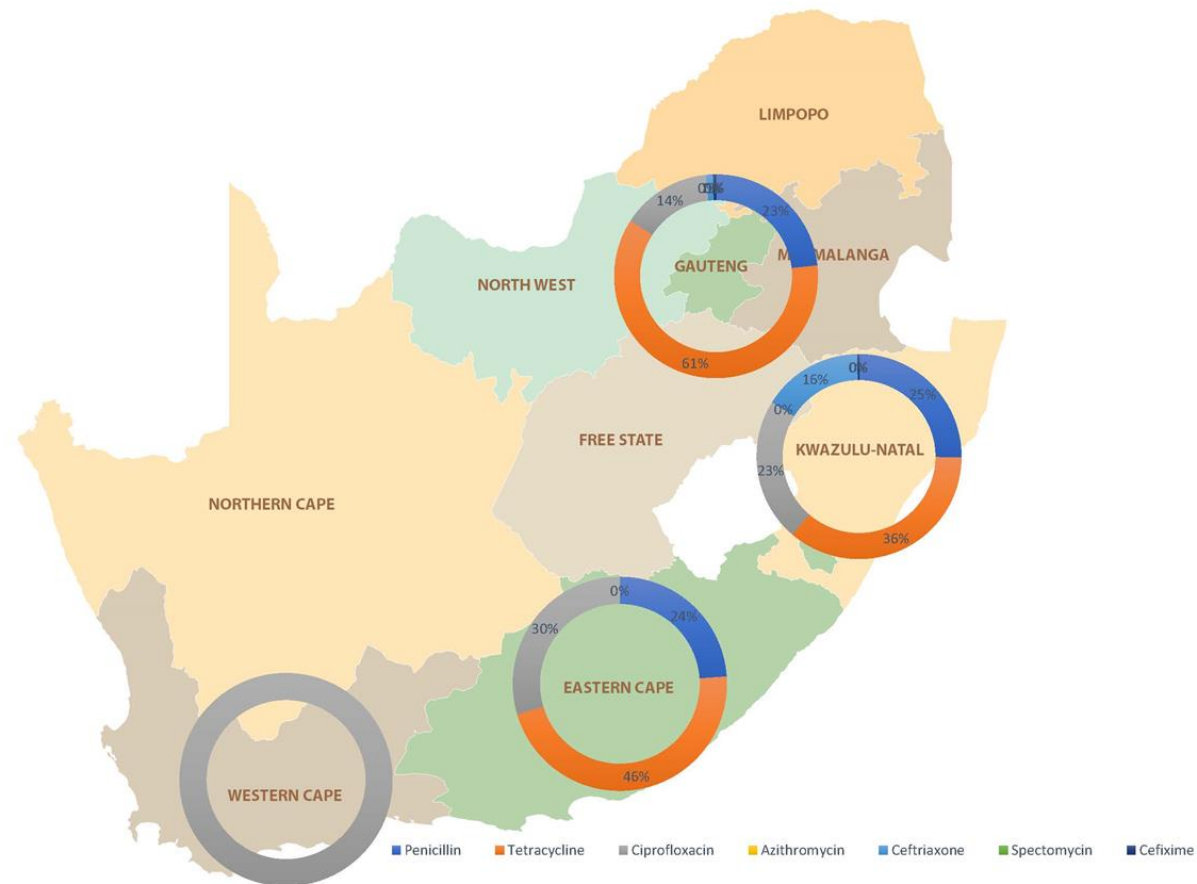 LIMPOPO
14%
23%
GAUTENG
NORTH WEST
61%
0%
16%
25%
0%
FREE STATE
KWAZULU-NATAL
23%
NORTHERN CAPE
36%
0%
24%
30%
EASTERN CAPE
46%
WESTERN CAPE
Penicillin Tetracycline Ciprofloxacin Azithromycin Ceftriaxone Spectomycin Cefixime